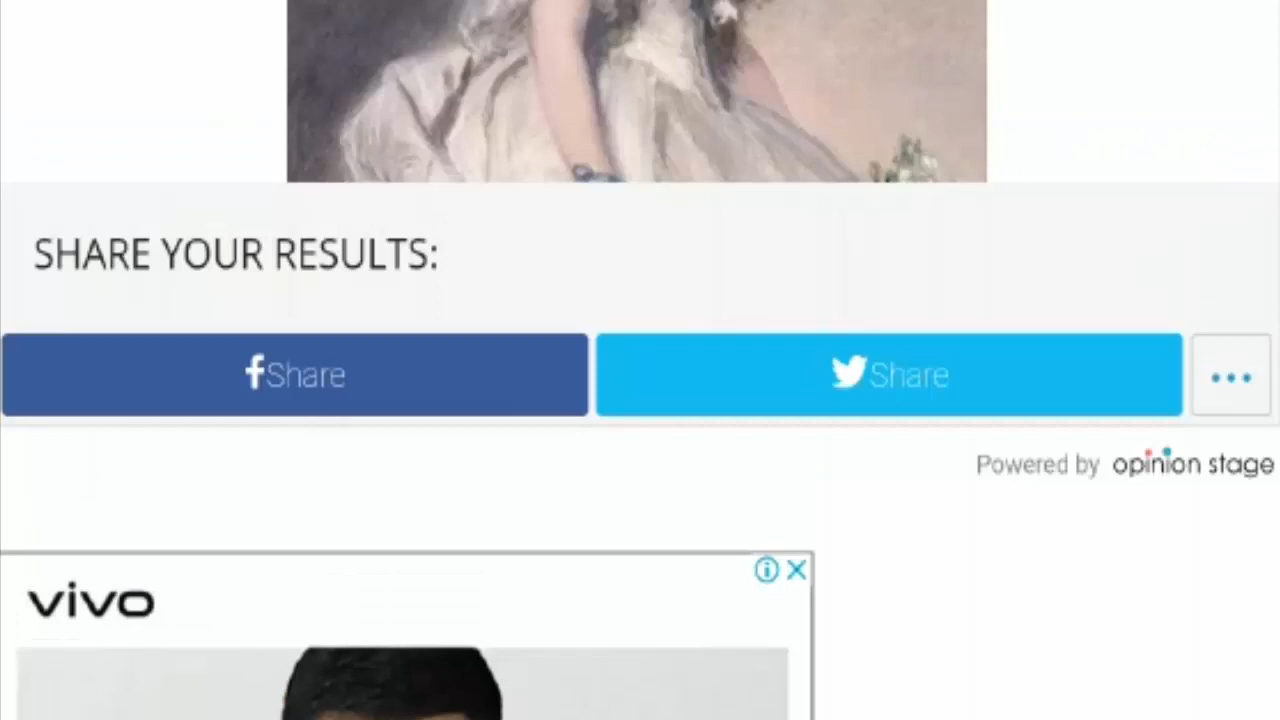 SHARE YOUR RESULTS:
Share
Share
Powered by opinion stage
vivo